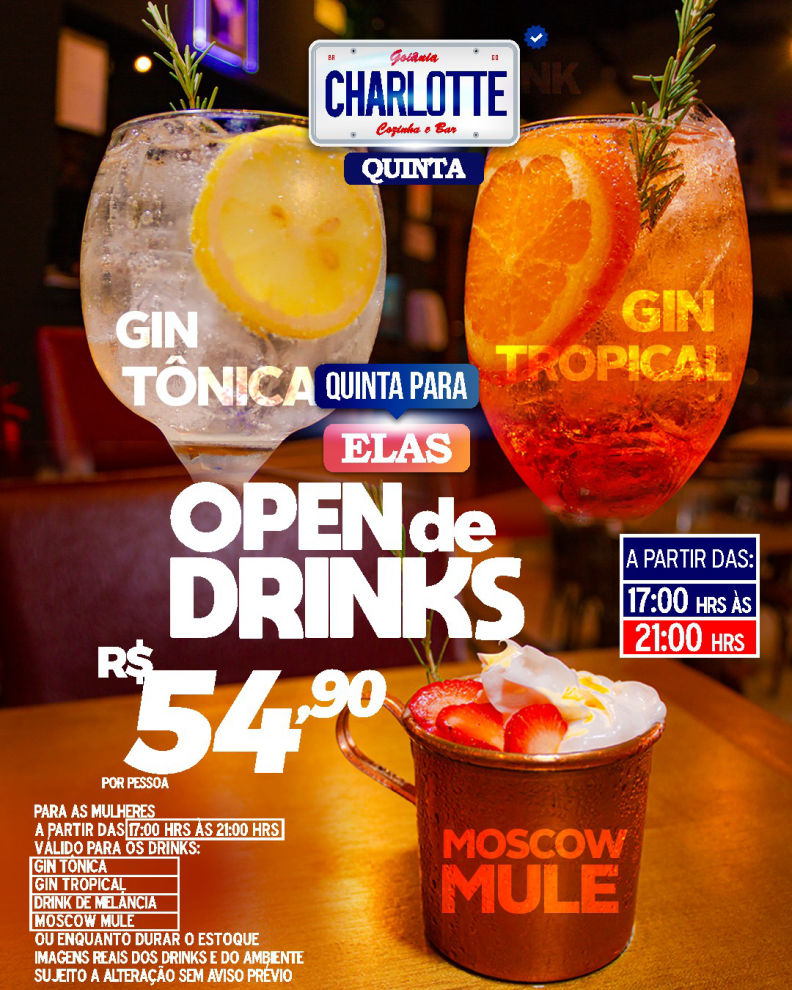 BR Goiânia GO
CHARLOTTE
Cozinha e Bar
QUINTA
GIN
TÔNICA
GIN
TROPICAL
QUINTA PARA
ELAS
OPEN de
DRINKS
R$ 54,90
POR PESSOA
A PARTIR DAS:
17:00 HRS ÀS
21:00 HRS
MOSCOW
MULE
PARA AS MULHERES
A PARTIR DAS 17:00 HRS ÀS 21:00 HRS
VÁLIDO PARA OS DRINKS:
GIN TÔNICA
GIN TROPICAL
DRINK DE MELÂNCIA
MOSCOW MULE
OU ENQUANTO DURAR O ESTOQUE
IMAGENS REAIS DOS DRINKS E DO AMBIENTE
SUJEITO A ALTERAÇÃO SEM AVISO PRÉVIO